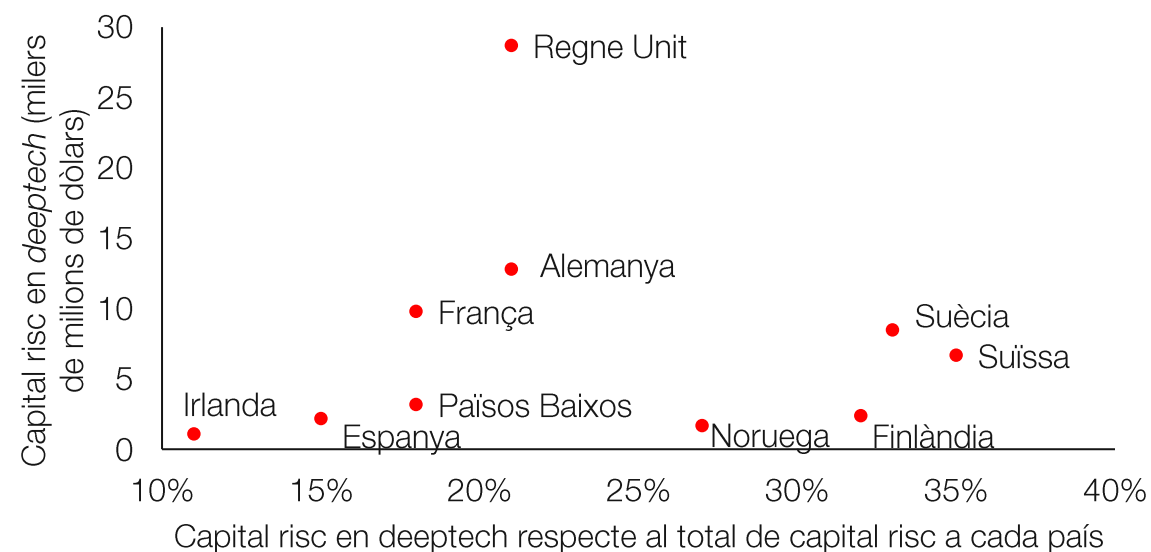 Capital risc en deeptech (milers
de milions de dòlars)
30
25
20
15
10
5
0
Regne Unit
Alemanya
França
Suècia
Suïssa
Irlanda
Països Baixos
Espanya
Noruega
Finlàndia
10% 15% 20% 25% 30% 35% 40%
Capital risc en deeptech respecte al total de capital risc a cada país